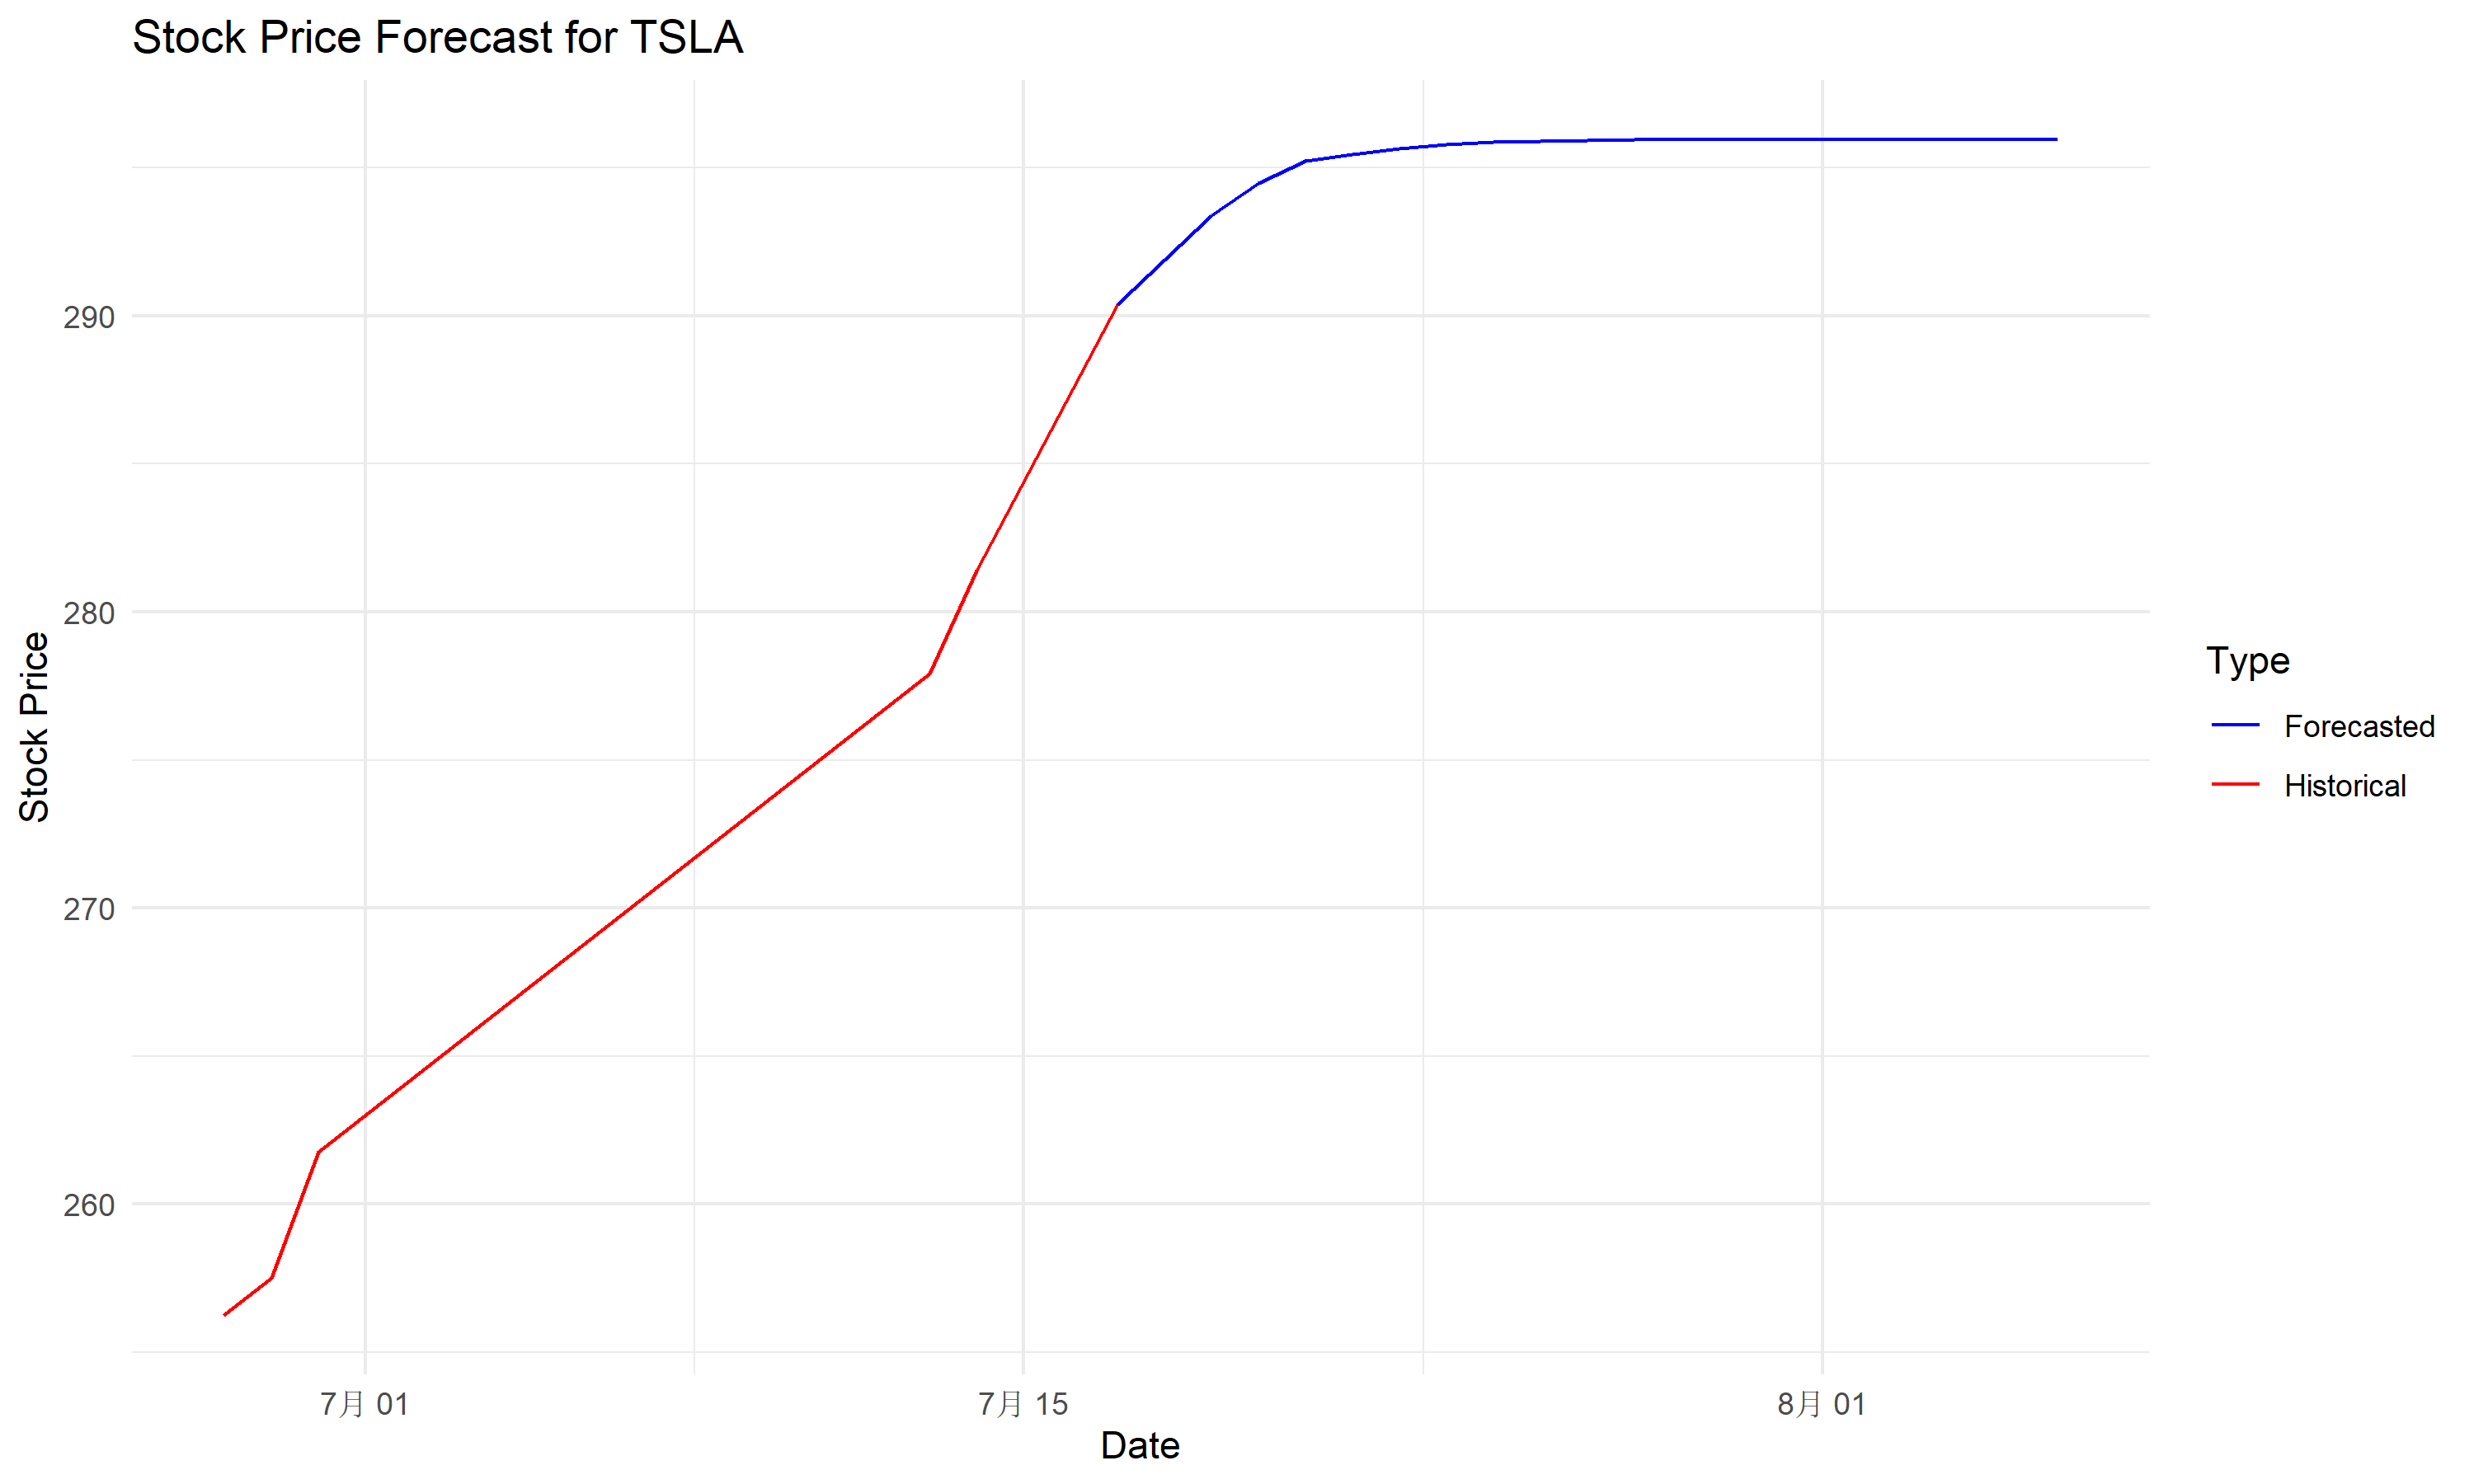 Stock Price Forecast for TSLA
290
280
270
260
Stock Price
7月 01
7月 15
8月 01
Date
Type
Forecasted
Historical